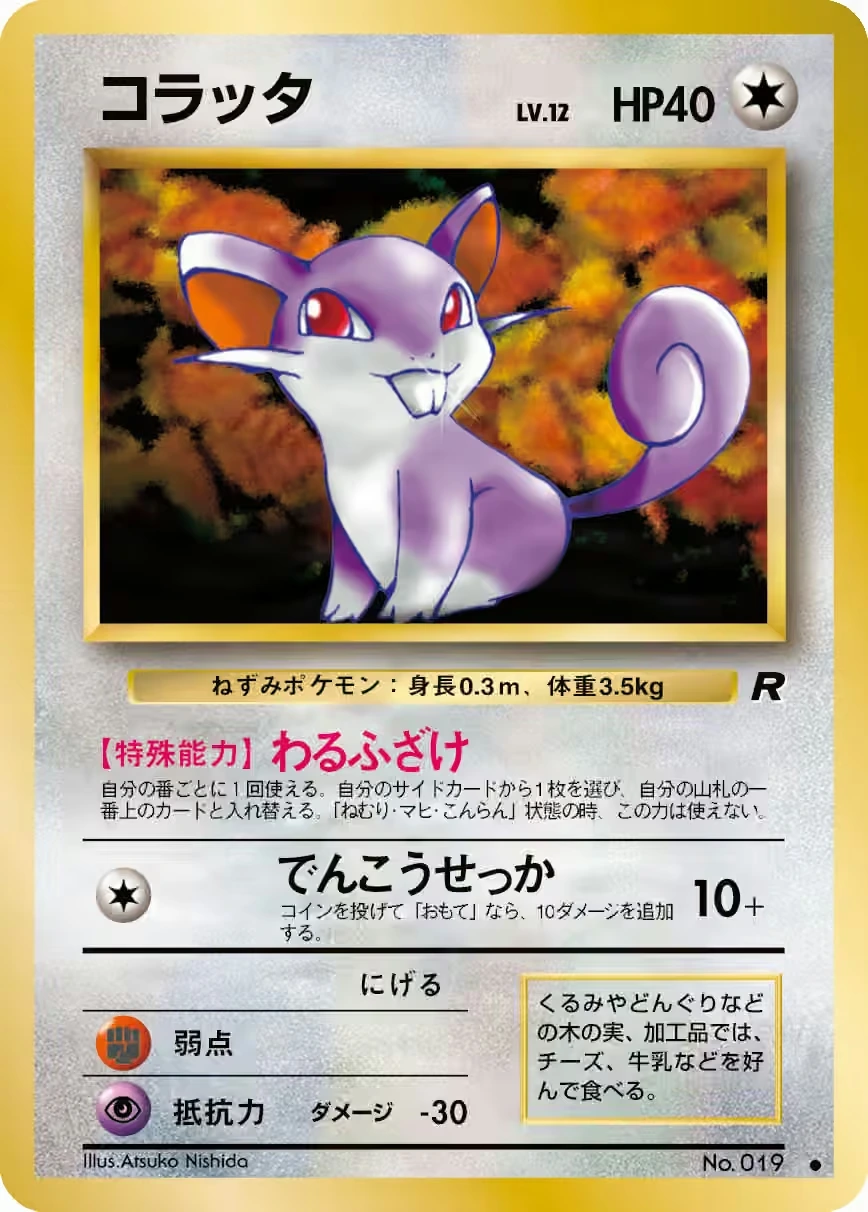 コラッタ LV.12 HP40
ねずみポケモン：身長0.3m、体重3.5kg R
【特殊能力】わるふざけ
自分の番ごとに1回使える。自分のサイドカードから1枚を選び、自分の山札の一
番上のカードと入れ替える。「ねむり・マヒ・こんらん」状態の時、この力は使えない。
でんこうせっか 10+
コインを投げて「おもて」なら、10ダメージを追加
する。
にげる
弱点
抵抗力 ダメージ -30
くるみやどんぐりなど
の木の実、加工品では、
チーズ、牛乳などを好
んで食べる。
Illus.Atsuko Nishida No. 019 ●